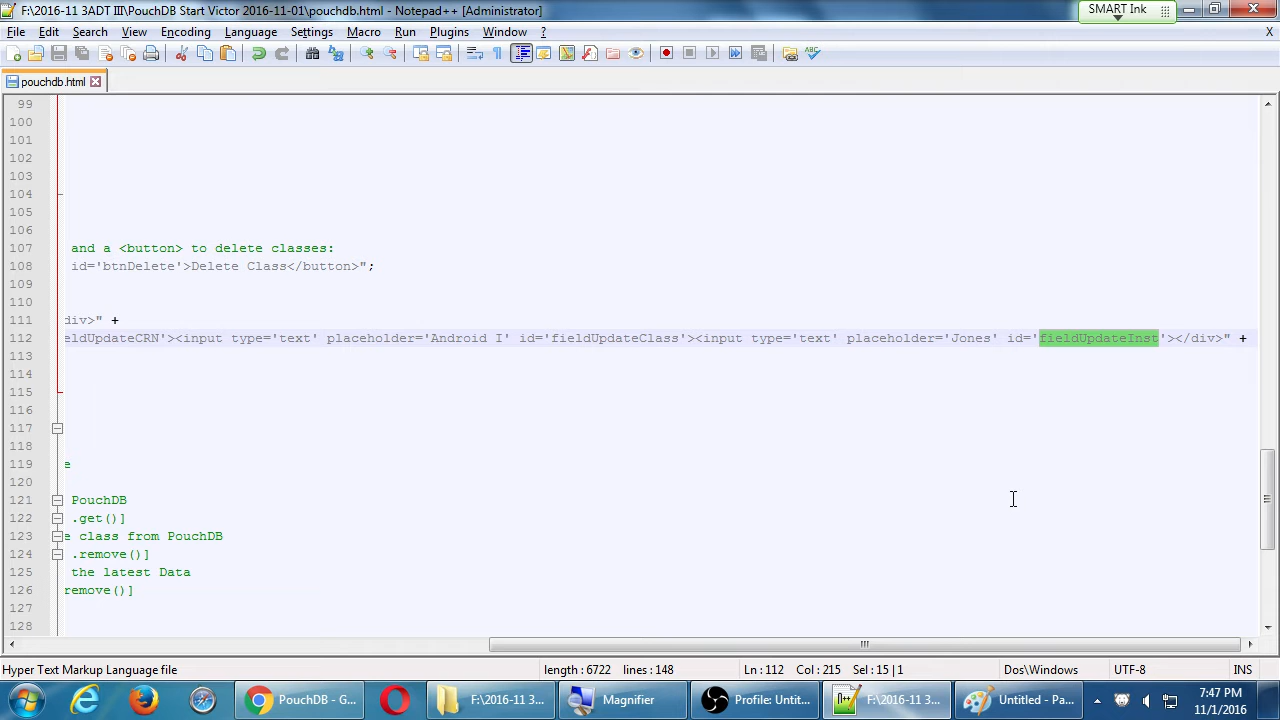 F:\2016-11 3ADT III\PouchDB Start Victor 2016-11-01\pouchdb.html - Notepad++ [Administrator]
SMART Ink
File Edit Search View Encoding Language Settings Macro Run Plugins Window ? X
pouchdb.html
99
100
101
102
103
104
105
106
107 and a <button> to delete classes:
108 id='btnDelete'>Delete Class</button>";
109
110
111 div>" +
112 eldUpdateCRN'><input type='text' placeholder='Android I' id='fieldUpdateClass'><input type='text' placeholder='Jones' id='fieldUpdateInst'></div>" +
113
114
115
116
117
118
119 e
120
121 PouchDB
122 .get()]
123 e class from PouchDB
124 .remove()]
125 the latest Data
126 remove()]
127
128
Hyper Text Markup Language file length : 6722 lines : 148 Ln : 112 Col : 215 Sel : 15 | 1 Dos\Windows UTF-8 INS
PouchDB - G... F:\2016-11 3... Magnifier Profile: Untit... F:\2016-11 3... Untitled - Pa... 7:47 PM
11/1/2016